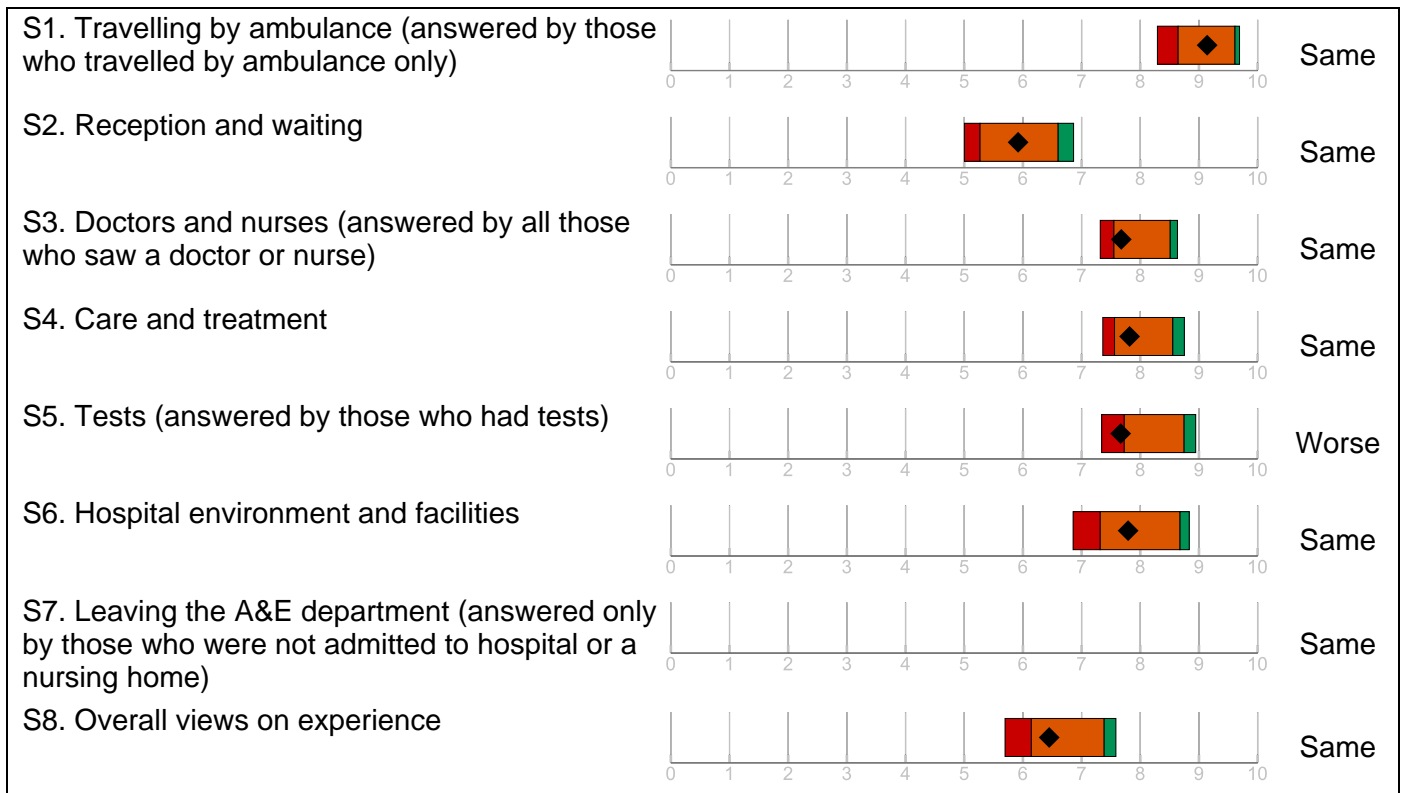 S1. Travelling by ambulance (answered by those
who travelled by ambulance only)
0 1 2 3 4 5 6 7 8 9 10
Same
S2. Reception and waiting
0 1 2 3 4 5 6 7 8 9 10
Same
S3. Doctors and nurses (answered by all those
who saw a doctor or nurse)
0 1 2 3 4 5 6 7 8 9 10
Same
S4. Care and treatment
0 1 2 3 4 5 6 7 8 9 10
Same
S5. Tests (answered by those who had tests)
0 1 2 3 4 5 6 7 8 9 10
Worse
S6. Hospital environment and facilities
0 1 2 3 4 5 6 7 8 9 10
Same
S7. Leaving the A&E department (answered only
by those who were not admitted to hospital or a
nursing home)
0 1 2 3 4 5 6 7 8 9 10
Same
S8. Overall views on experience
0 1 2 3 4 5 6 7 8 9 10
Same